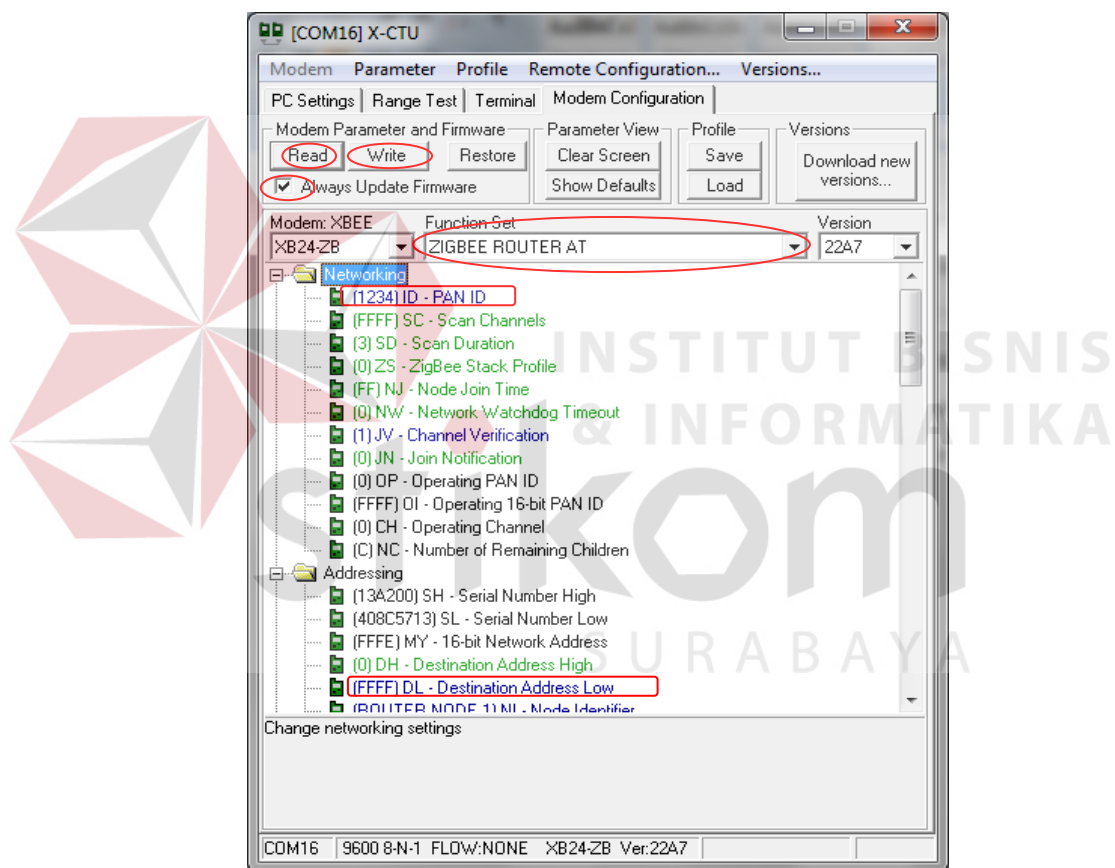 [COM16] X-CTU
Modem Parameter Profile Remote Configuration... Versions...
PC Settings Range Test Terminal Modem Configuration
Modem Parameter and Firmware Parameter View Profile Versions
Read Write Restore Clear Screen Save Download new versions...
Always Update Firmware Show Defaults Load
Modem: XBEE Function Set Version
XB24-ZB ZIGBEE ROUTER AT 22A7
Networking
(1234) ID - PAN ID
(FFFF) SC - Scan Channels
(3) SD - Scan Duration
(0) ZS - ZigBee Stack Profile
(FF) NJ - Node Join Time
(0) NW - Network Watchdog Timeout
(1) JV - Channel Verification
(0) JN - Join Notification
(0) OP - Operating PAN ID
(FFFF) OI - Operating 16-bit PAN ID
(0) CH - Operating Channel
(C) NC - Number of Remaining Children
Addressing
(13A200) SH - Serial Number High
(408C5713) SL - Serial Number Low
(FFFE) MY - 16-bit Network Address
(0) DH - Destination Address High
(FFFF) DL - Destination Address Low
(ROUTER NODE 1) NI - Node Identifier
Change networking settings
COM16 9600 8-N-1 FLOW:NONE XB24-ZB Ver:22A7
INSTITUT BISNIS
& INFORMATIKA
stikom
SURABAYA